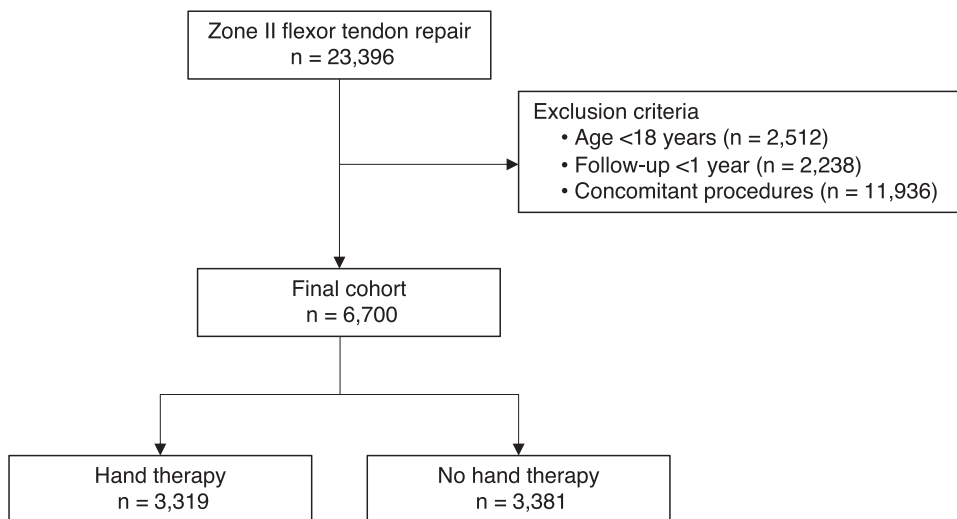 Zone II flexor tendon repair
n = 23,396
Exclusion criteria
• Age <18 years (n = 2,512)
• Follow-up <1 year (n = 2,238)
• Concomitant procedures (n = 11,936)
Final cohort
n = 6,700
Hand therapy
n = 3,319
No hand therapy
n = 3,381